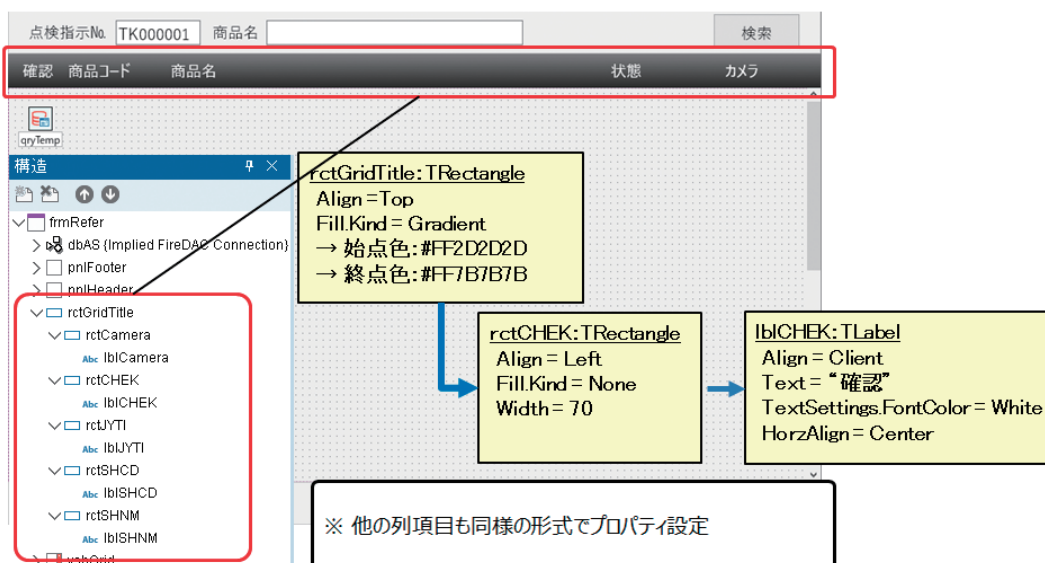 点検指示No. TK000001 商品名 検索
確認 商品コード 商品名 状態 カメラ
qryTemp
構造
frmRefer
dbAS (Implied FireDAC Connection)
pnlFooter
pnlHeader
rctGridTitle
rctCamera
Abc lblCamera
rctCHEK
Abc lblCHEK
rctJYTI
Abc lblJYTI
rctSHCD
Abc lblSHCD
rctSHNM
Abc lblSHNM
rctGridTitle:TRectangle
Align=Top
Fill.Kind=Gradient
→ 始点色:#FF2D2D2D
→ 終点色:#FF7B7B7B
rctCHEK:TRectangle
Align=Left
Fill.Kind=None
Width=70
lblCHEK:TLabel
Align=Client
Text=“確認”
TextSettings.FontColor=White
HorzAlign=Center
※ 他の列項目も同様の形式でプロパティ設定